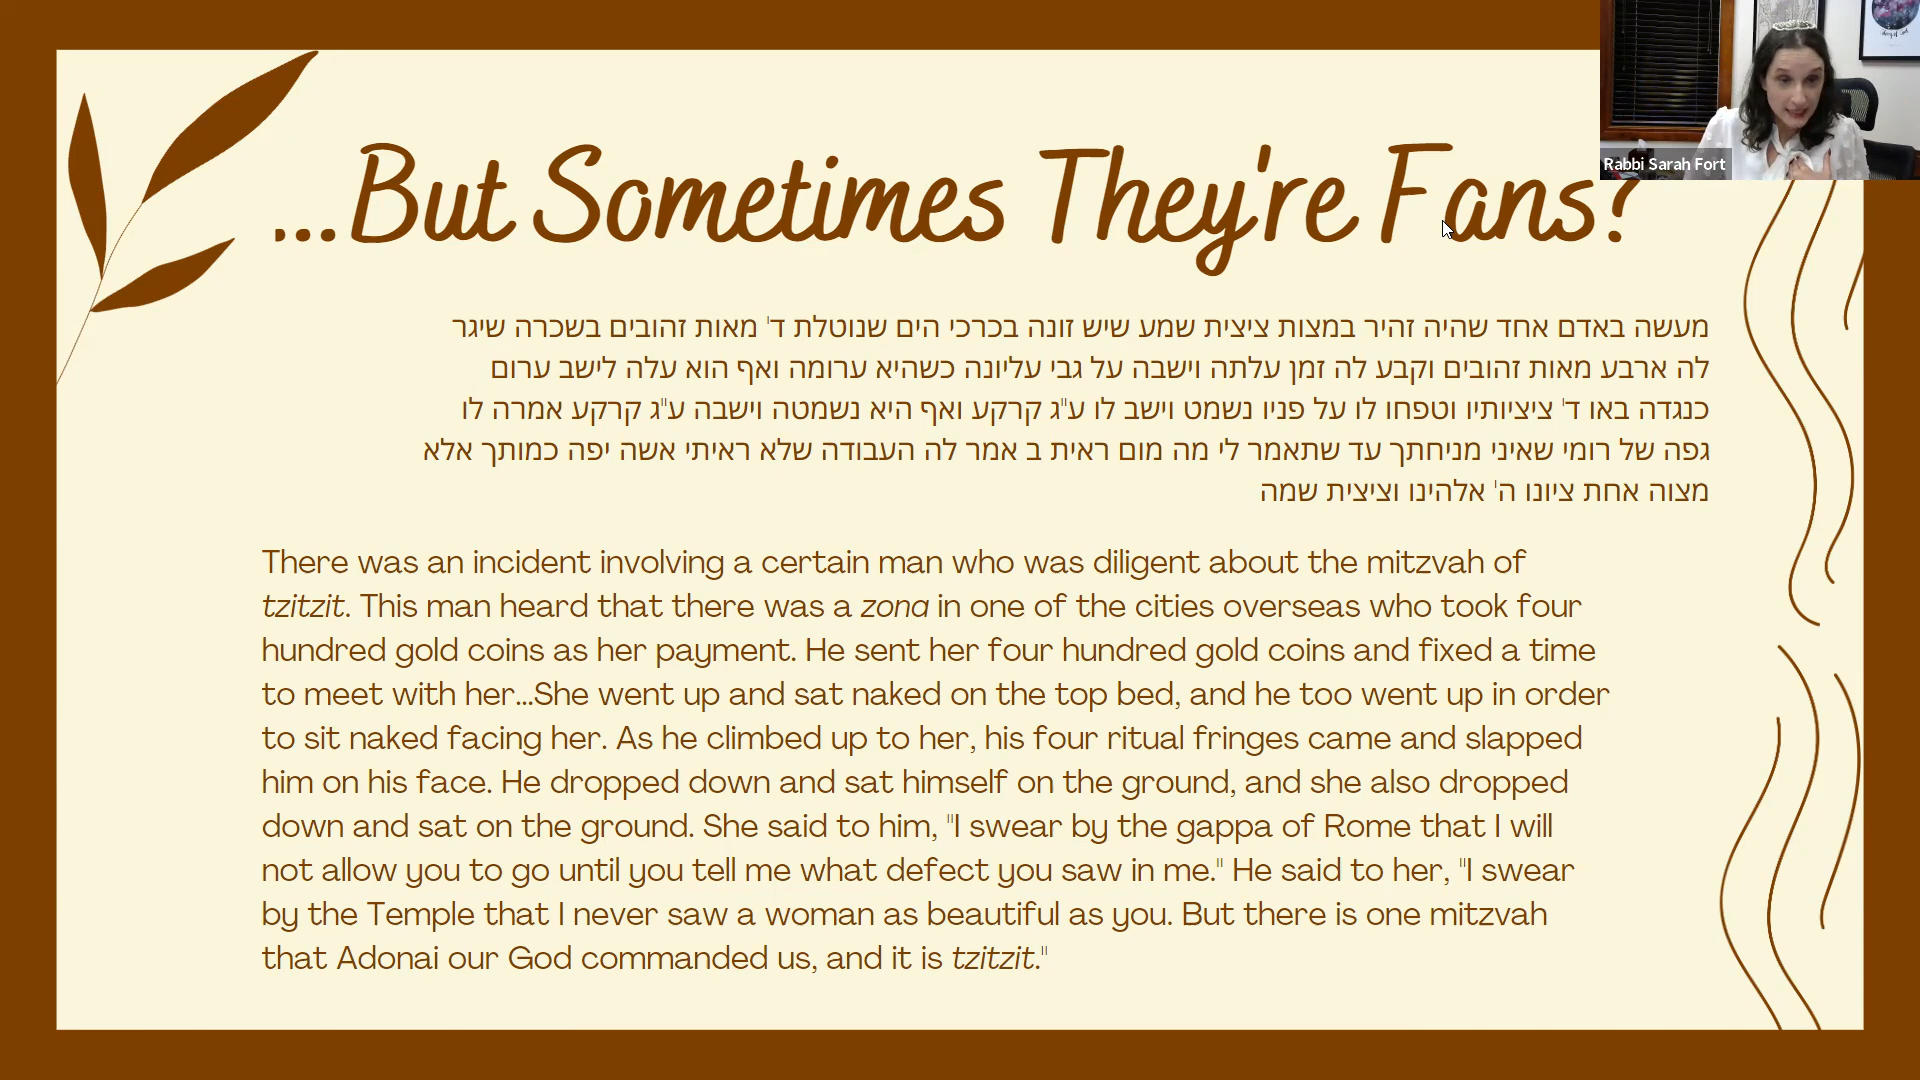 ...But Sometimes They're Fans?
Rabbi Sarah Fort
מעשה באדם אחד שהיה זהיר במצות ציצית שמע שיש זונה בכרכי הים שנוטלת ד' מאות זהובים בשכרה שיגר
לה ארבע מאות זהובים וקבע לה זמן עלתה וישבה על גבי עליונה כשהיא ערומה ואף הוא עלה לישב ערום
כנגדה באו ד' ציציותיו וטפחו לו על פניו נשמט וישב לו ע"ג קרקע ואף היא נשמטה וישבה ע"ג קרקע אמרה לו
גפה של רומי שאיני מניחתך עד שתאמר לי מה מום ראית ב אמר לה העבודה שלא ראיתי אשה יפה כמותך אלא
מצוה אחת ציונו ה' אלהינו וציצית שמה
There was an incident involving a certain man who was diligent about the mitzvah of
tzitzit. This man heard that there was a zona in one of the cities overseas who took four
hundred gold coins as her payment. He sent her four hundred gold coins and fixed a time
to meet with her...She went up and sat naked on the top bed, and he too went up in order
to sit naked facing her. As he climbed up to her, his four ritual fringes came and slapped
him on his face. He dropped down and sat himself on the ground, and she also dropped
down and sat on the ground. She said to him, "I swear by the gappa of Rome that I will
not allow you to go until you tell me what defect you saw in me." He said to her, "I swear
by the Temple that I never saw a woman as beautiful as you. But there is one mitzvah
that Adonai our God commanded us, and it is tzitzit."